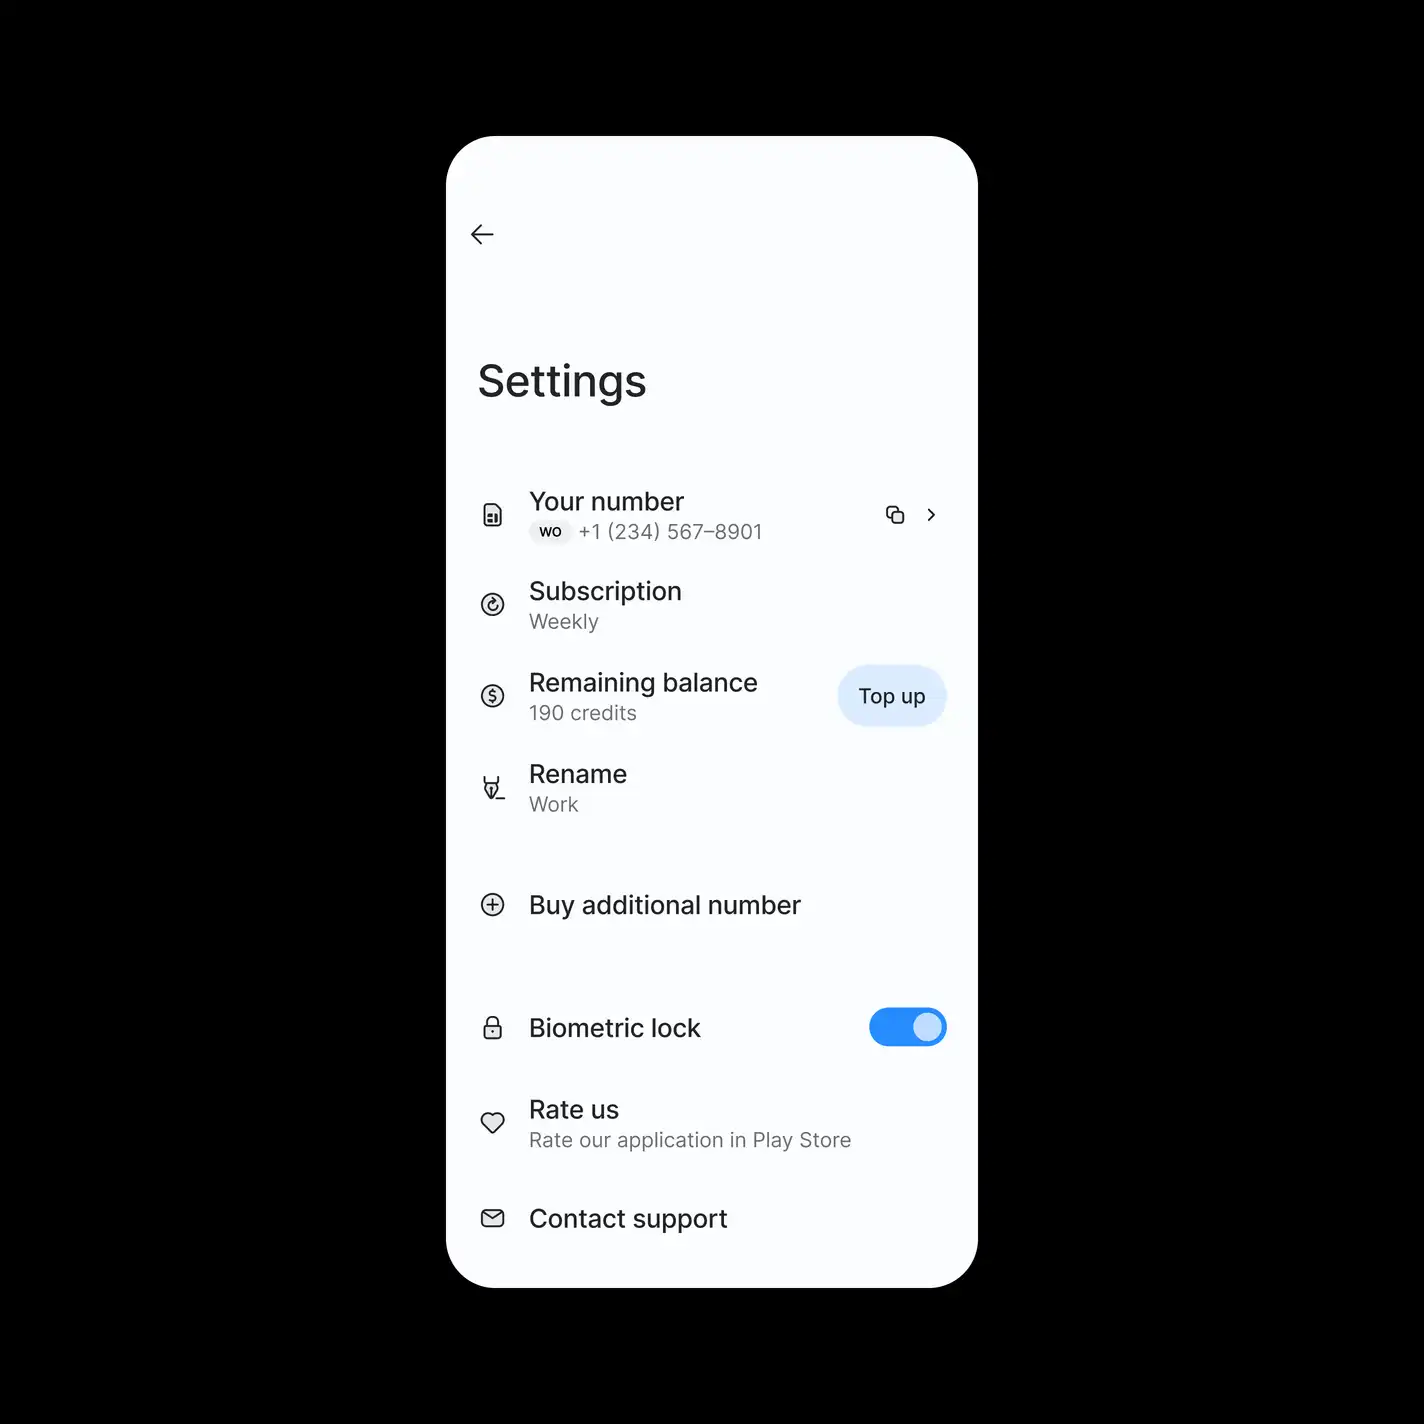 Settings
Your number
WO +1 (234) 567–8901
Subscription
Weekly
Remaining balance
190 credits
Top up
Rename
Work
Buy additional number
Biometric lock
Rate us
Rate our application in Play Store
Contact support